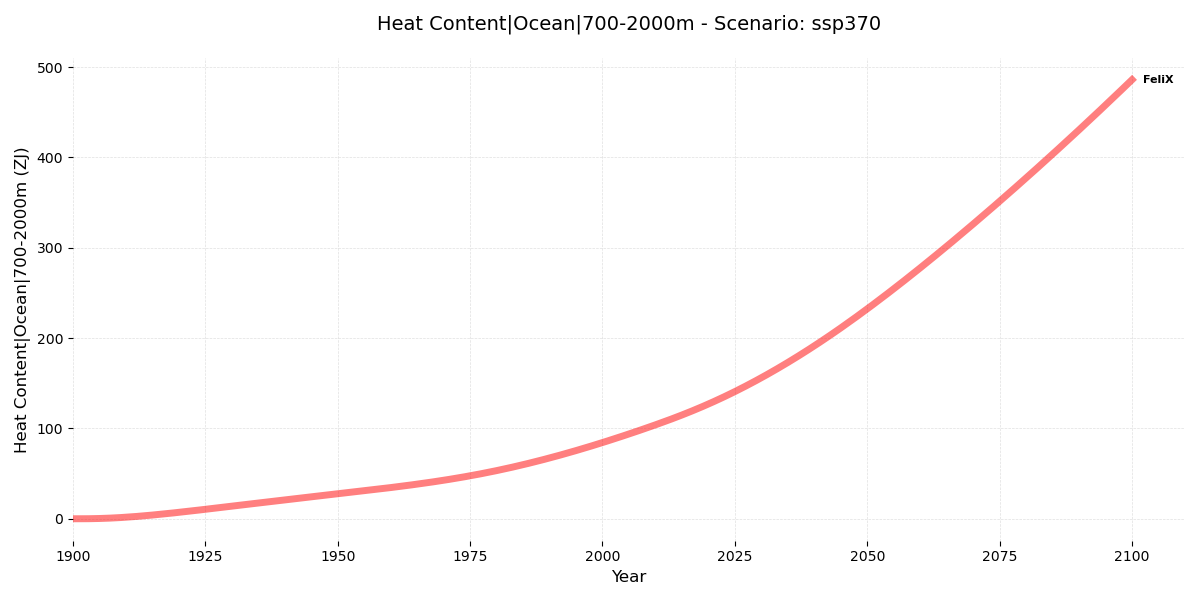 Heat Content|Ocean|700-2000m - Scenario: ssp370
Heat Content|Ocean|700-2000m (ZJ)
500
400
300
200
100
0
FeliX
1900 1925 1950 1975 2000 2025 2050 2075 2100
Year